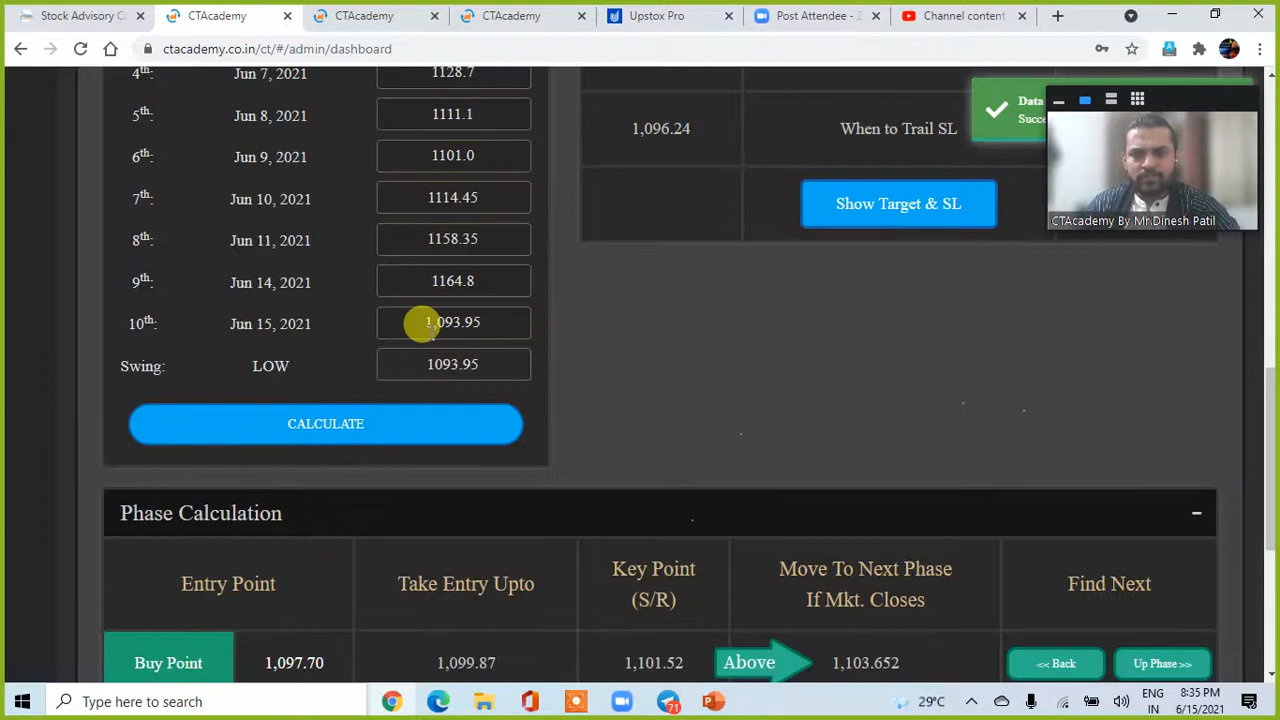 Stock Advisory C
CTAcademy
CTAcademy
CTAcademy
Upstox Pro
Post Attendee - Z
Channel content
ctacademy.co.in/ct/#/admin/dashboard
4th: Jun 7, 2021 1128.7
5th: Jun 8, 2021 1111.1
6th: Jun 9, 2021 1101.0
7th: Jun 10, 2021 1114.45
8th: Jun 11, 2021 1158.35
9th: Jun 14, 2021 1164.8
10th: Jun 15, 2021 1,093.95
Swing: LOW 1093.95
CALCULATE
1,096.24 When to Trail SL
Show Target & SL
Data
Succe
CTAcademy By Mr.Dinesh Patil
Phase Calculation
Entry Point
Take Entry Upto
Key Point
(S/R)
Move To Next Phase
If Mkt. Closes
Find Next
Buy Point 1,097.70 1,099.87 1,101.52 Above 1,103.652 << Back Up Phase >>
Type here to search
71
29°C
ENG
IN
8:35 PM
6/15/2021